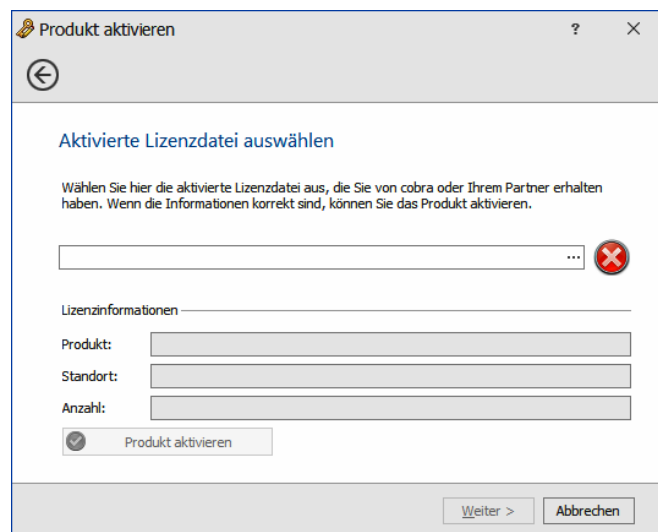 Produkt aktivieren
?
Aktivierte Lizenzdatei auswählen
Wählen Sie hier die aktivierte Lizenzdatei aus, die Sie von cobra oder Ihrem Partner erhalten
haben. Wenn die Informationen korrekt sind, können Sie das Produkt aktivieren.
...
Lizenzinformationen
Produkt:
Standort:
Anzahl:
Produkt aktivieren
Weiter >
Abbrechen